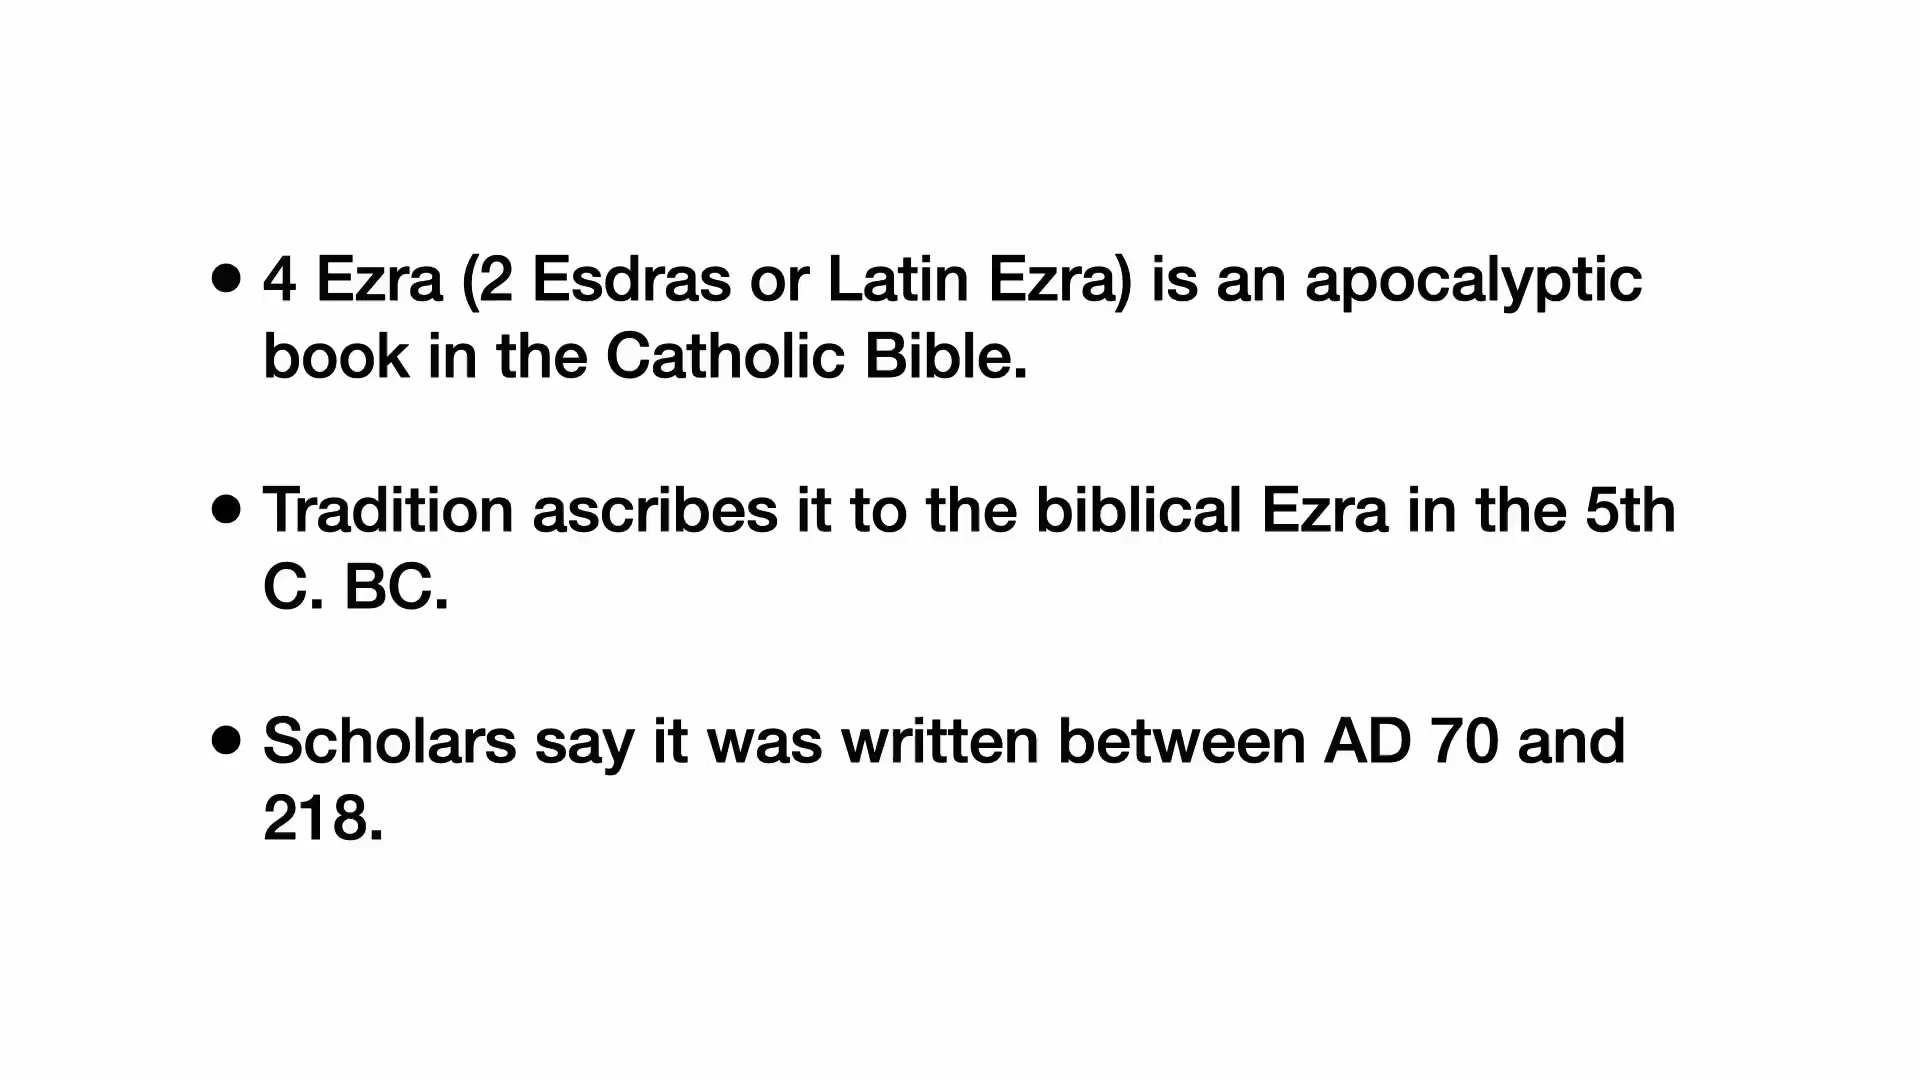 • 4 Ezra (2 Esdras or Latin Ezra) is an apocalyptic
book in the Catholic Bible.
• Tradition ascribes it to the biblical Ezra in the 5th
C. BC.
• Scholars say it was written between AD 70 and
218.